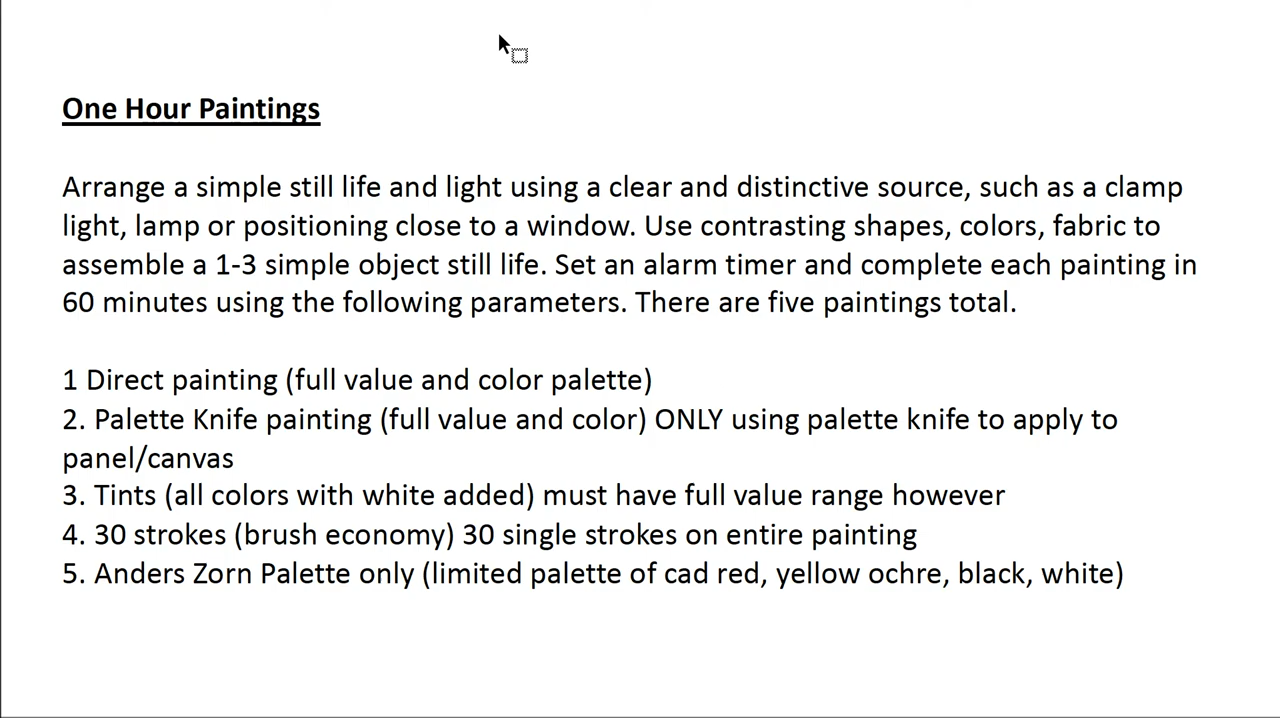 One Hour Paintings
Arrange a simple still life and light using a clear and distinctive source, such as a clamp
light, lamp or positioning close to a window. Use contrasting shapes, colors, fabric to
assemble a 1-3 simple object still life. Set an alarm timer and complete each painting in
60 minutes using the following parameters. There are five paintings total.
1 Direct painting (full value and color palette)
2. Palette Knife painting (full value and color) ONLY using palette knife to apply to
panel/canvas
3. Tints (all colors with white added) must have full value range however
4. 30 strokes (brush economy) 30 single strokes on entire painting
5. Anders Zorn Palette only (limited palette of cad red, yellow ochre, black, white)